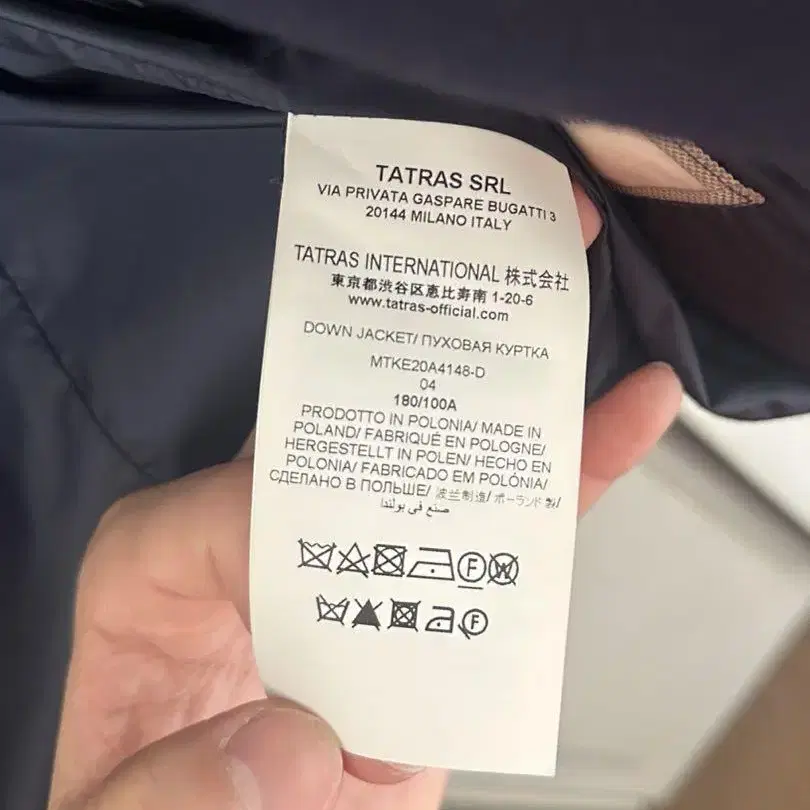 TATRAS SRL
VIA PRIVATA GASPARE BUGATTI 3
20144 MILANO ITALY
TATRAS INTERNATIONAL 株式会社
東京都渋谷区恵比寿南 1-20-6
www.tatras-official.com
DOWN JACKET/ ПУХОВАЯ КУРТКА
MTKE20A4148-D
04
180/100A
PRODOTTO IN POLONIA/ MADE IN
POLAND/ FABRIQUÉ EN POLOGNE/
HERGESTELLT IN POLEN/ HECHO EN
POLONIA/ FABRICADO EM POLÓNIA/
СДЕЛАНО В ПОЛЬШЕ/ 波兰制造/ ポーランド 製/
صنع في بولندا
F W
F